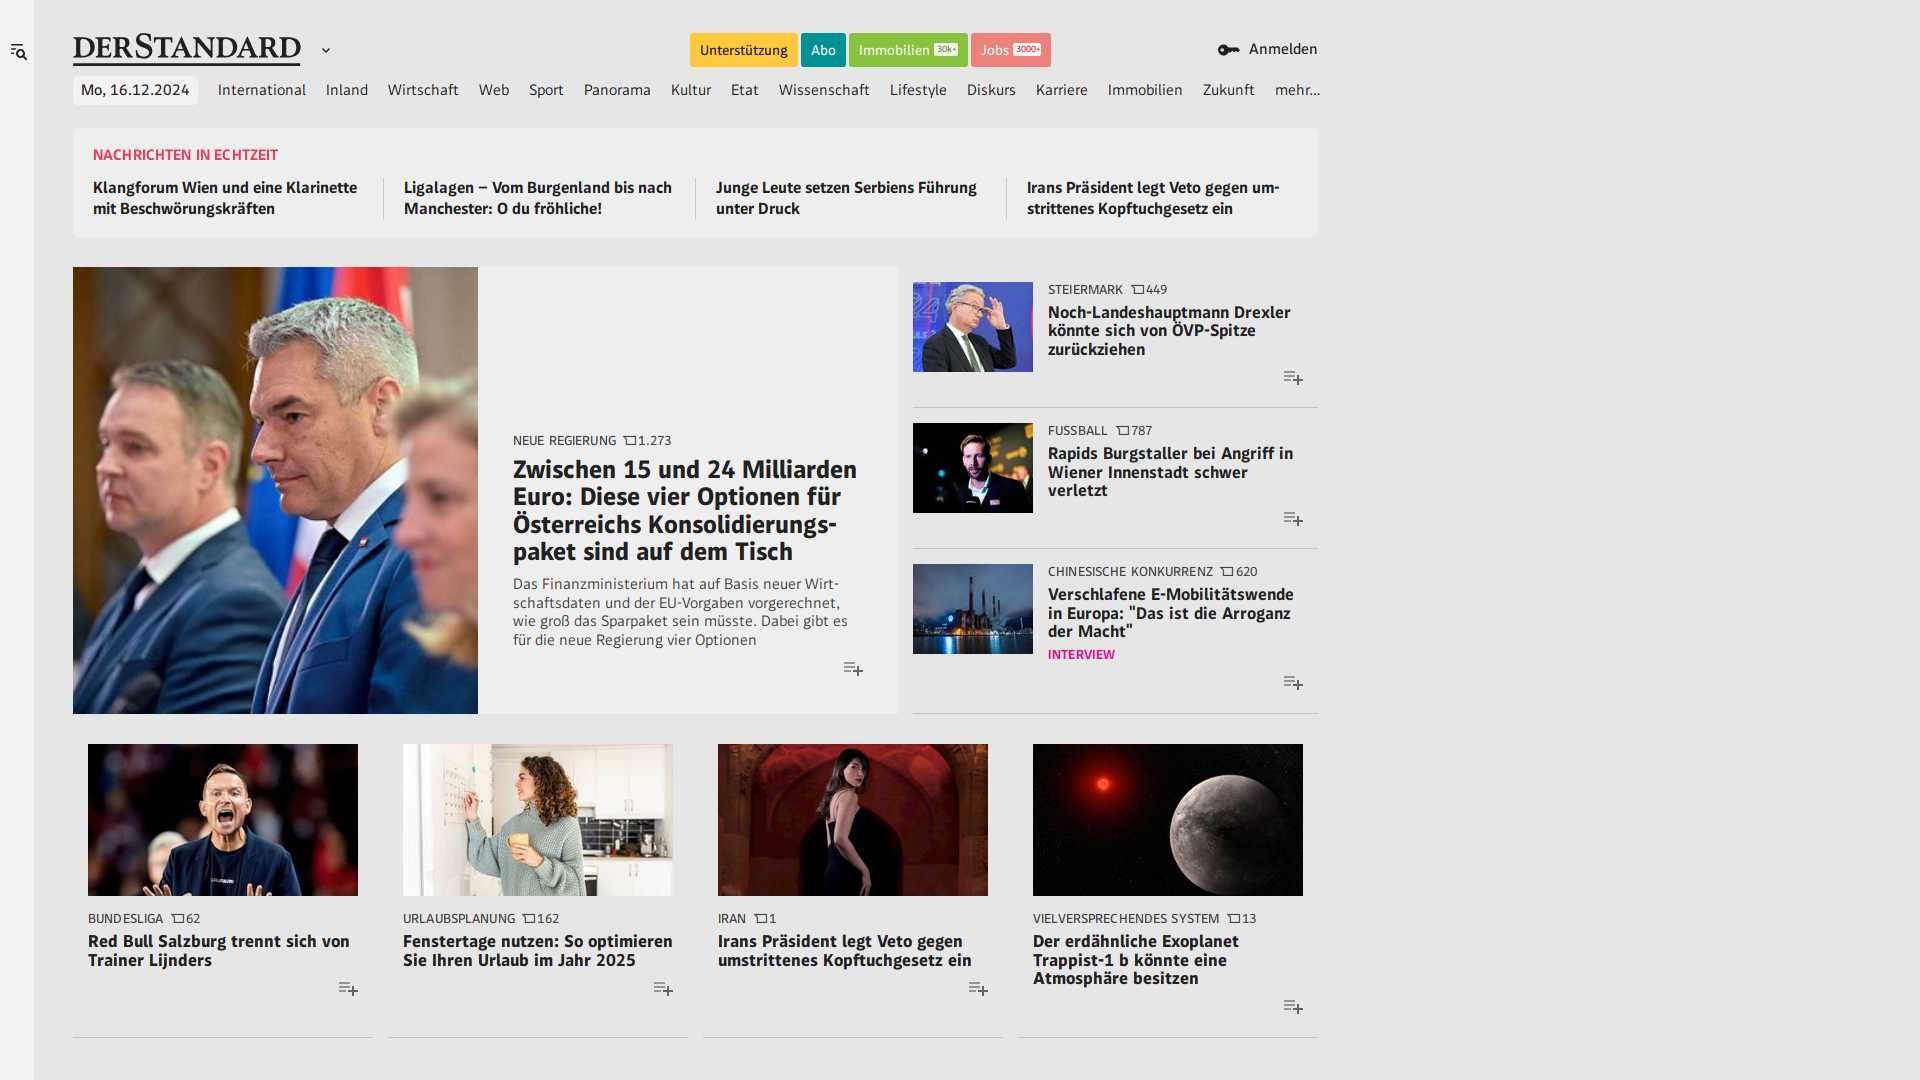 DERSTANDARD
Unterstützung
Abo
Immobilien 30k+
Jobs 3000+
Anmelden
Mo, 16.12.2024
International
Inland
Wirtschaft
Web
Sport
Panorama
Kultur
Etat
Wissenschaft
Lifestyle
Diskurs
Karriere
Immobilien
Zukunft
mehr...
NACHRICHTEN IN ECHTZEIT
Klangforum Wien und eine Klarinette
mit Beschwörungskräften
Ligalagen – Vom Burgenland bis nach
Manchester: O du fröhliche!
Junge Leute setzen Serbiens Führung
unter Druck
Irans Präsident legt Veto gegen um-
strittenes Kopftuchgesetz ein
NEUE REGIERUNG 1.273
Zwischen 15 und 24 Milliarden
Euro: Diese vier Optionen für
Österreichs Konsolidierungs-
paket sind auf dem Tisch
Das Finanzministerium hat auf Basis neuer Wirt-
schaftsdaten und der EU-Vorgaben vorgerechnet,
wie groß das Sparpaket sein müsste. Dabei gibt es
für die neue Regierung vier Optionen
STEIERMARK 449
Noch-Landeshauptmann Drexler
könnte sich von ÖVP-Spitze
zurückziehen
FUSSBALL 787
Rapids Burgstaller bei Angriff in
Wiener Innenstadt schwer
verletzt
CHINESISCHE KONKURRENZ 620
Verschlafene E-Mobilitätswende
in Europa: "Das ist die Arroganz
der Macht"
INTERVIEW
BUNDESLIGA 62
Red Bull Salzburg trennt sich von
Trainer Lijnders
URLAUBSPLANUNG 162
Fenstertage nutzen: So optimieren
Sie Ihren Urlaub im Jahr 2025
IRAN 1
Irans Präsident legt Veto gegen
umstrittenes Kopftuchgesetz ein
VIELVERSPRECHENDES SYSTEM 13
Der erdähnliche Exoplanet
Trappist-1 b könnte eine
Atmosphäre besitzen